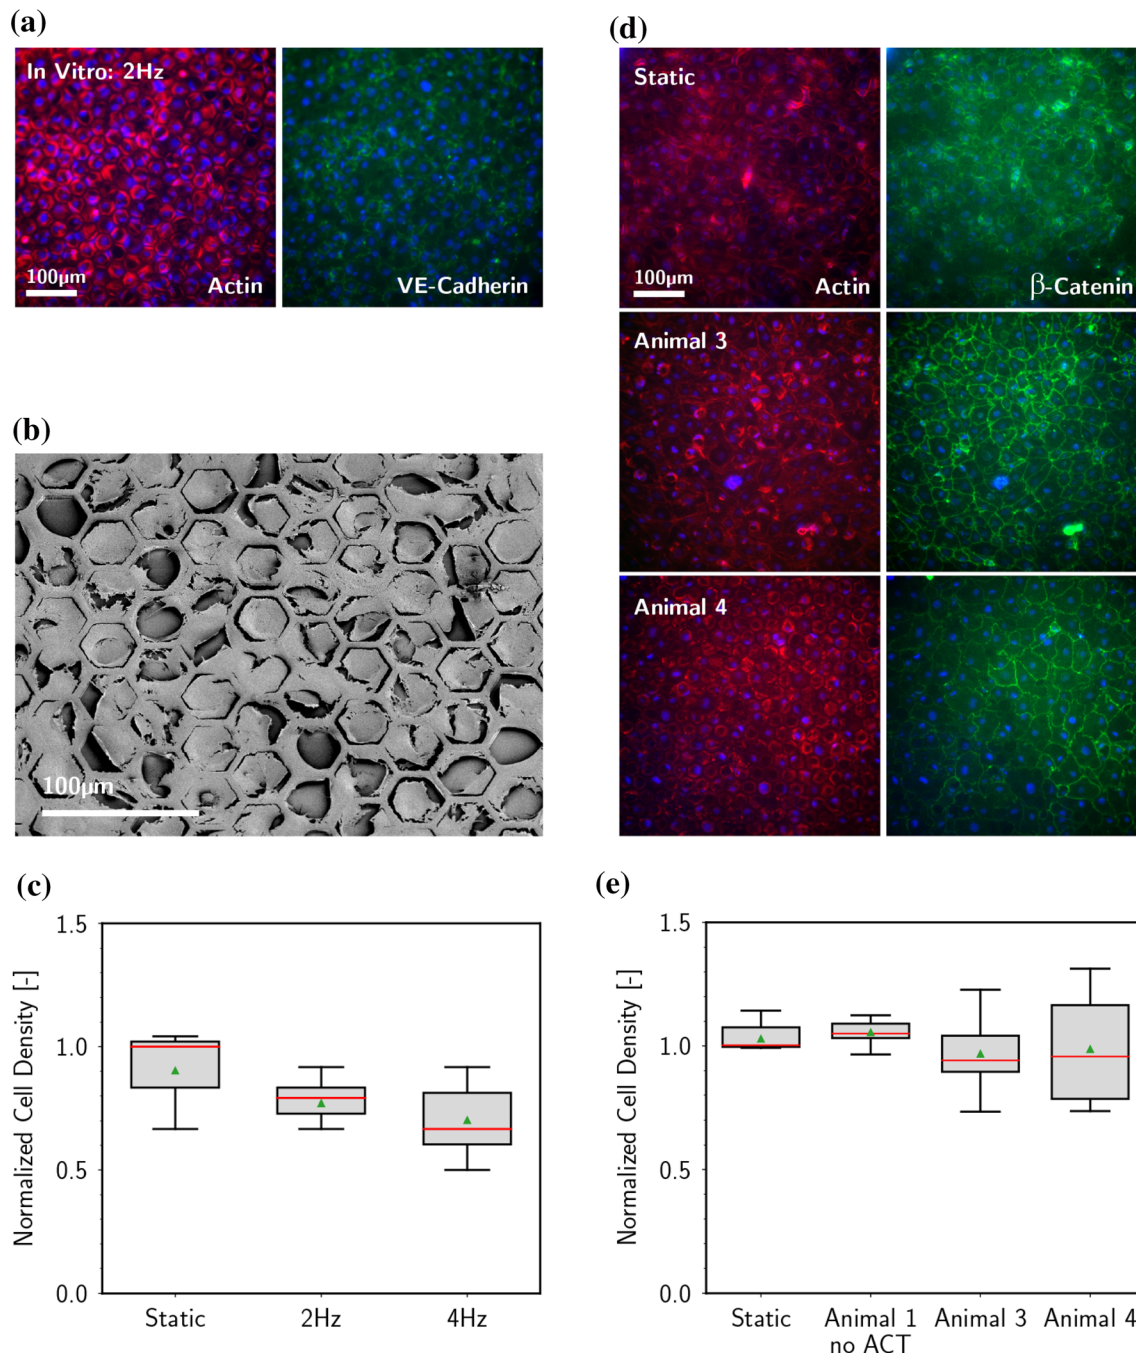 (a)
In Vitro: 2Hz
100μm
Actin
VE-Cadherin
(b)
100μm
(c)
Normalized Cell Density [-]
1.5
1.0
0.5
0.0
Static
2Hz
4Hz
(d)
Static
100μm
Actin
β-Catenin
Animal 3
Animal 4
(e)
Normalized Cell Density [-]
1.5
1.0
0.5
0.0
Static
Animal 1
no ACT
Animal 3
Animal 4